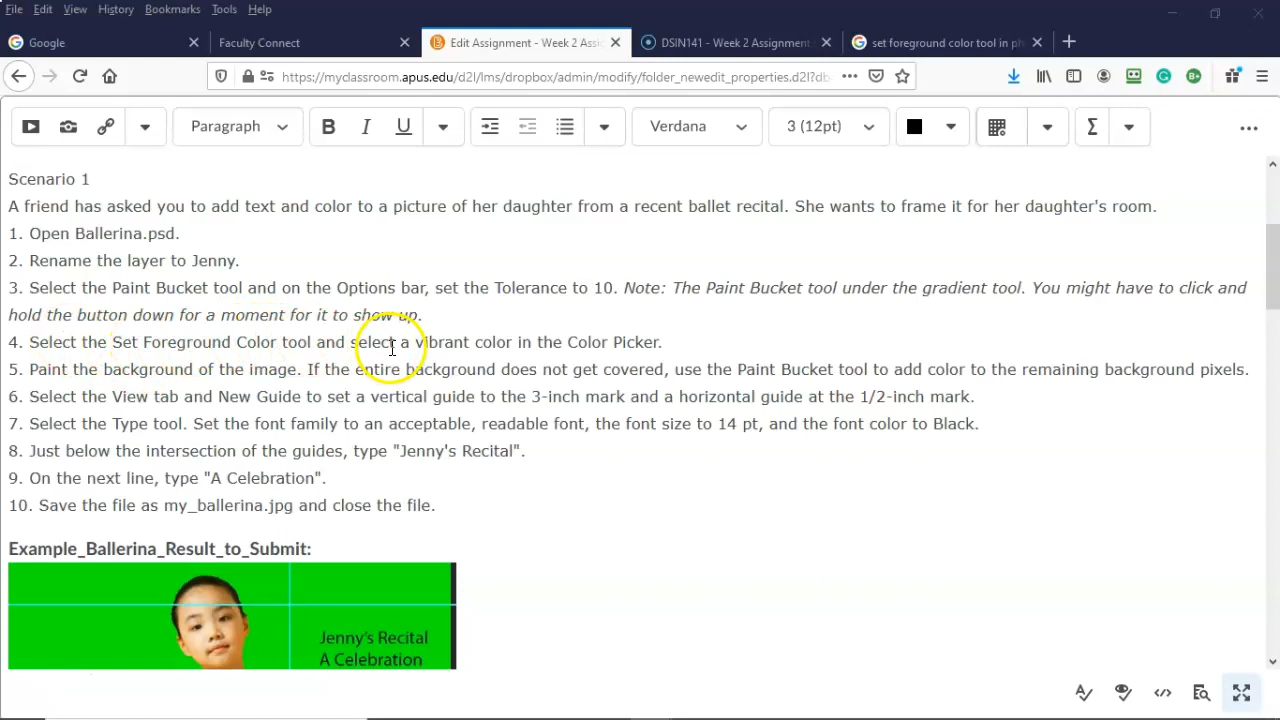 File Edit View History Bookmarks Tools Help
Google
Faculty Connect
Edit Assignment - Week 2 Assig
DSIN141 - Week 2 Assignment
set foreground color tool in ph
https://myclassroom.apus.edu/d2l/lms/dropbox/admin/modify/folder_newedit_properties.d2l?db
Paragraph
B I U
Verdana
3 (12pt)
Σ
Scenario 1
A friend has asked you to add text and color to a picture of her daughter from a recent ballet recital. She wants to frame it for her daughter's room.
1. Open Ballerina.psd.
2. Rename the layer to Jenny.
3. Select the Paint Bucket tool and on the Options bar, set the Tolerance to 10. Note: The Paint Bucket tool under the gradient tool. You might have to click and
hold the button down for a moment for it to show up.
4. Select the Set Foreground Color tool and select a vibrant color in the Color Picker.
5. Paint the background of the image. If the entire background does not get covered, use the Paint Bucket tool to add color to the remaining background pixels.
6. Select the View tab and New Guide to set a vertical guide to the 3-inch mark and a horizontal guide at the 1/2-inch mark.
7. Select the Type tool. Set the font family to an acceptable, readable font, the font size to 14 pt, and the font color to Black.
8. Just below the intersection of the guides, type "Jenny's Recital".
9. On the next line, type "A Celebration".
10. Save the file as my_ballerina.jpg and close the file.
Example_Ballerina_Result_to_Submit:
Jenny's Recital
A Celebration